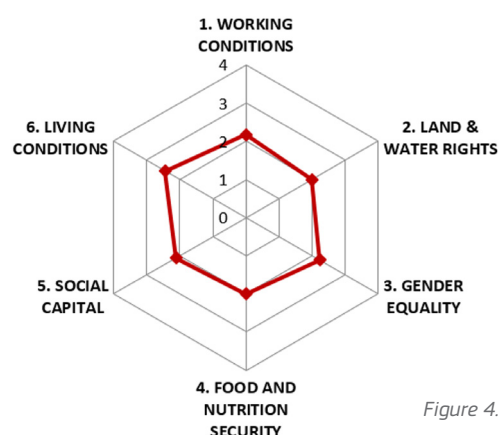 1. WORKING
CONDITIONS
4
3
2
1
0
2. LAND &
WATER RIGHTS
3. GENDER
EQUALITY
4. FOOD AND
NUTRITION
SECURITY
5. SOCIAL
CAPITAL
6. LIVING
CONDITIONS
Figure 4.